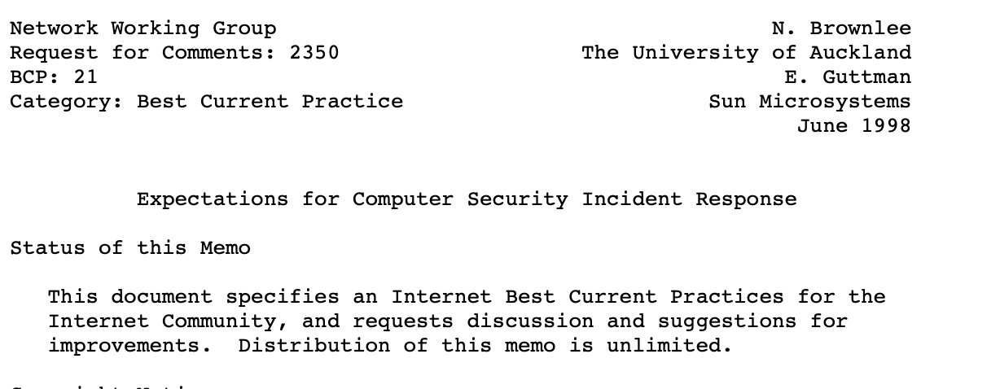 Network Working Group                                        N. Brownlee
Request for Comments: 2350                    The University of Auckland
BCP: 21                                                       E. Guttman
Category: Best Current Practice                         Sun Microsystems
                                                               June 1998
Expectations for Computer Security Incident Response
Status of this Memo
This document specifies an Internet Best Current Practices for the
Internet Community, and requests discussion and suggestions for
improvements.  Distribution of this memo is unlimited.